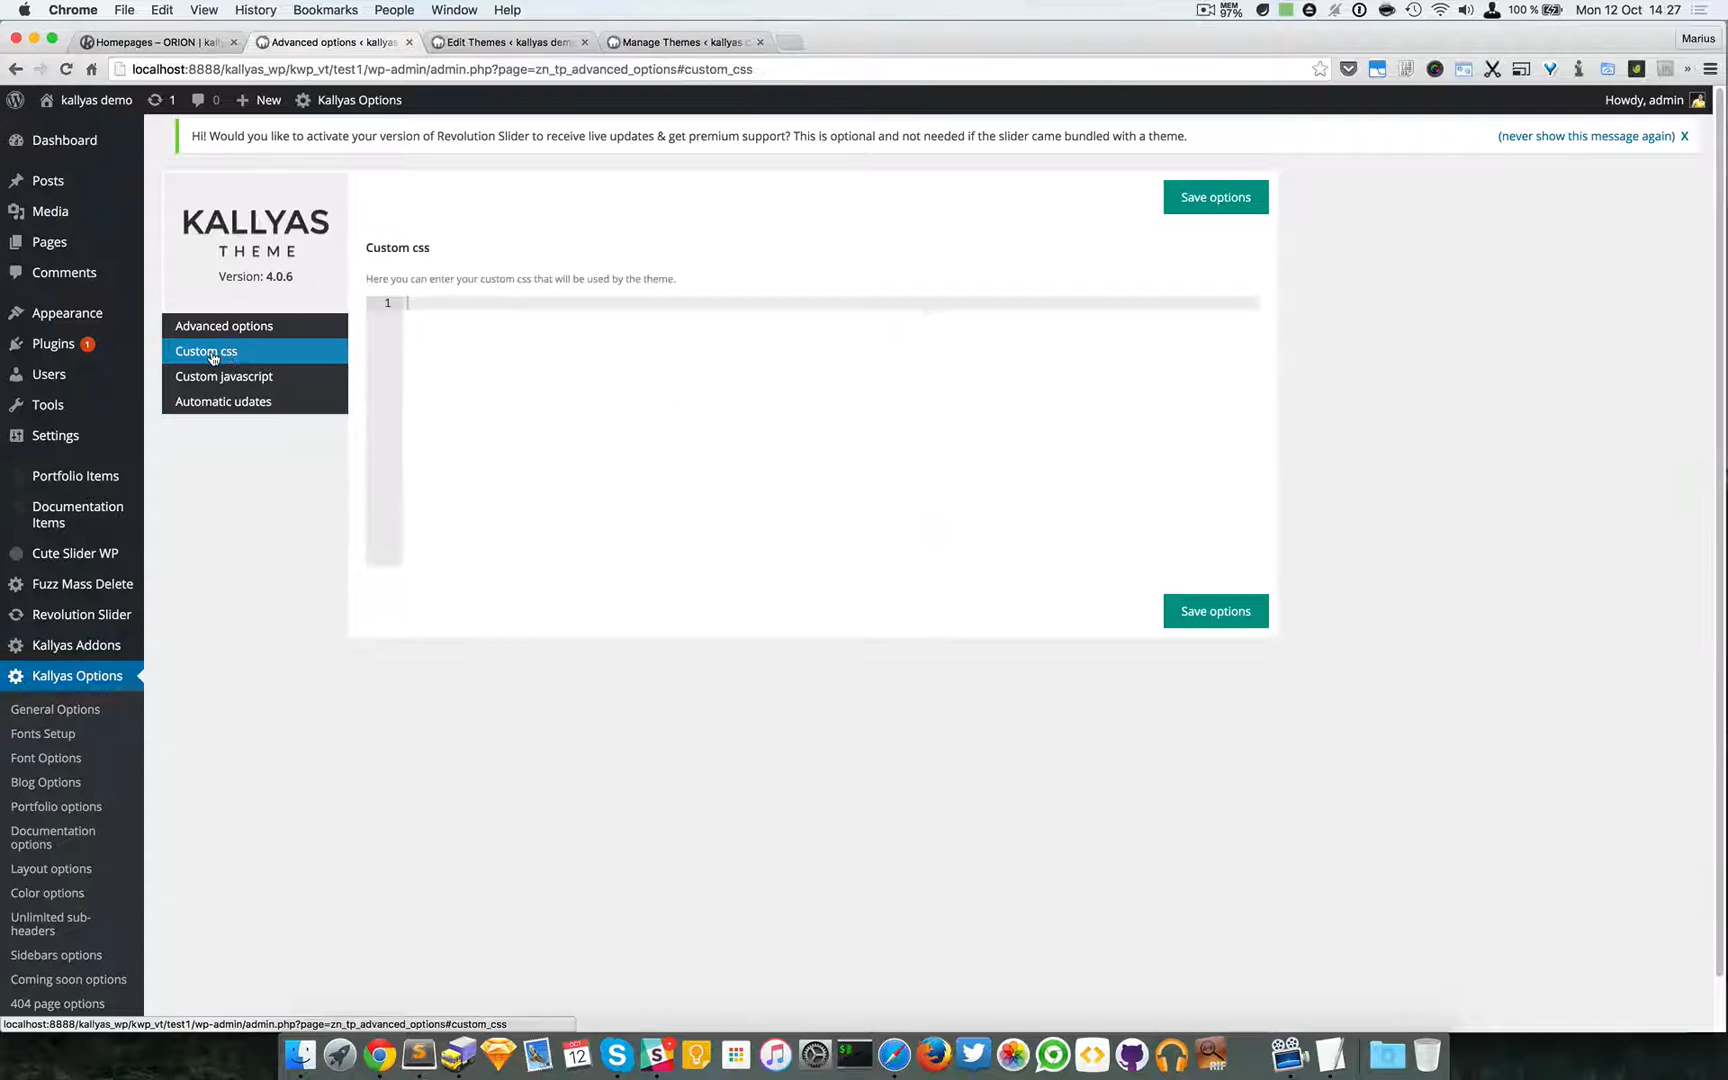 Chrome File Edit View History Bookmarks People Window Help MEM 97% 100 % Mon 12 Oct 14:27
Homepages – ORION | kall Advanced options ‹ kallyas Edit Themes ‹ kallyas dem Manage Themes ‹ kallyas Marius
localhost:8888/kallyas_wp/kwp_vt/test1/wp-admin/admin.php?page=zn_tp_advanced_options#custom_css
kallyas demo 1 0 New Kallyas Options Howdy, admin
Hi! Would you like to activate your version of Revolution Slider to receive live updates & get premium support? This is optional and not needed if the slider came bundled with a theme. (never show this message again) X
Dashboard
Posts
Media
Pages
Comments
Appearance
Plugins 1
Users
Tools
Settings
Portfolio Items
Documentation
Items
Cute Slider WP
Fuzz Mass Delete
Revolution Slider
Kallyas Addons
Kallyas Options
General Options
Fonts Setup
Font Options
Blog Options
Portfolio options
Documentation
options
Layout options
Color options
Unlimited sub-
headers
Sidebars options
Coming soon options
404 page options
KALLYAS
THEME
Version: 4.0.6
Advanced options
Custom css
Custom javascript
Automatic udates
Save options
Custom css
Here you can enter your custom css that will be used by the theme.
1
Save options
localhost:8888/kallyas_wp/kwp_vt/test1/wp-admin/admin.php?page=zn_tp_advanced_options#custom_css
OCT
12